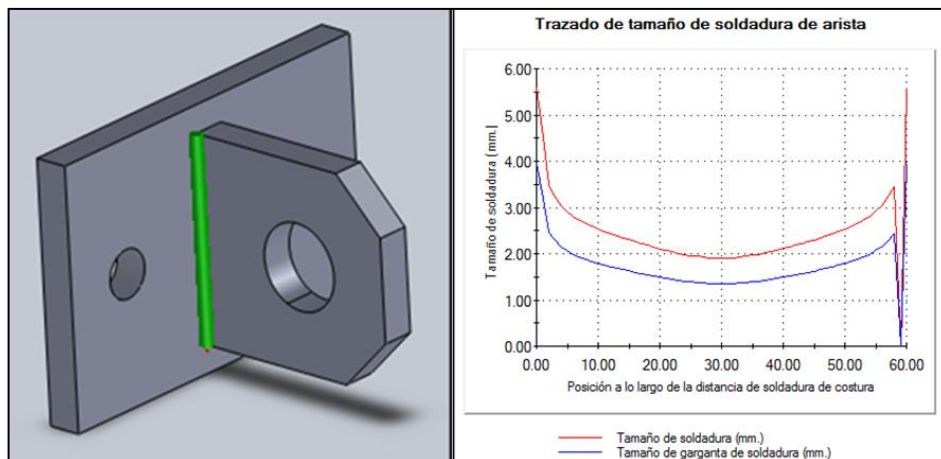 Trazado de tamaño de soldadura de arista
6.00
5.00
4.00
3.00
2.00
1.00
0.00
Tamaño de soldadura (mm.)
0.00 10.00 20.00 30.00 40.00 50.00 60.00
Posición a lo largo de la distancia de soldadura de costura
Tamaño de soldadura (mm.)
Tamaño de garganta de soldadura (mm.)